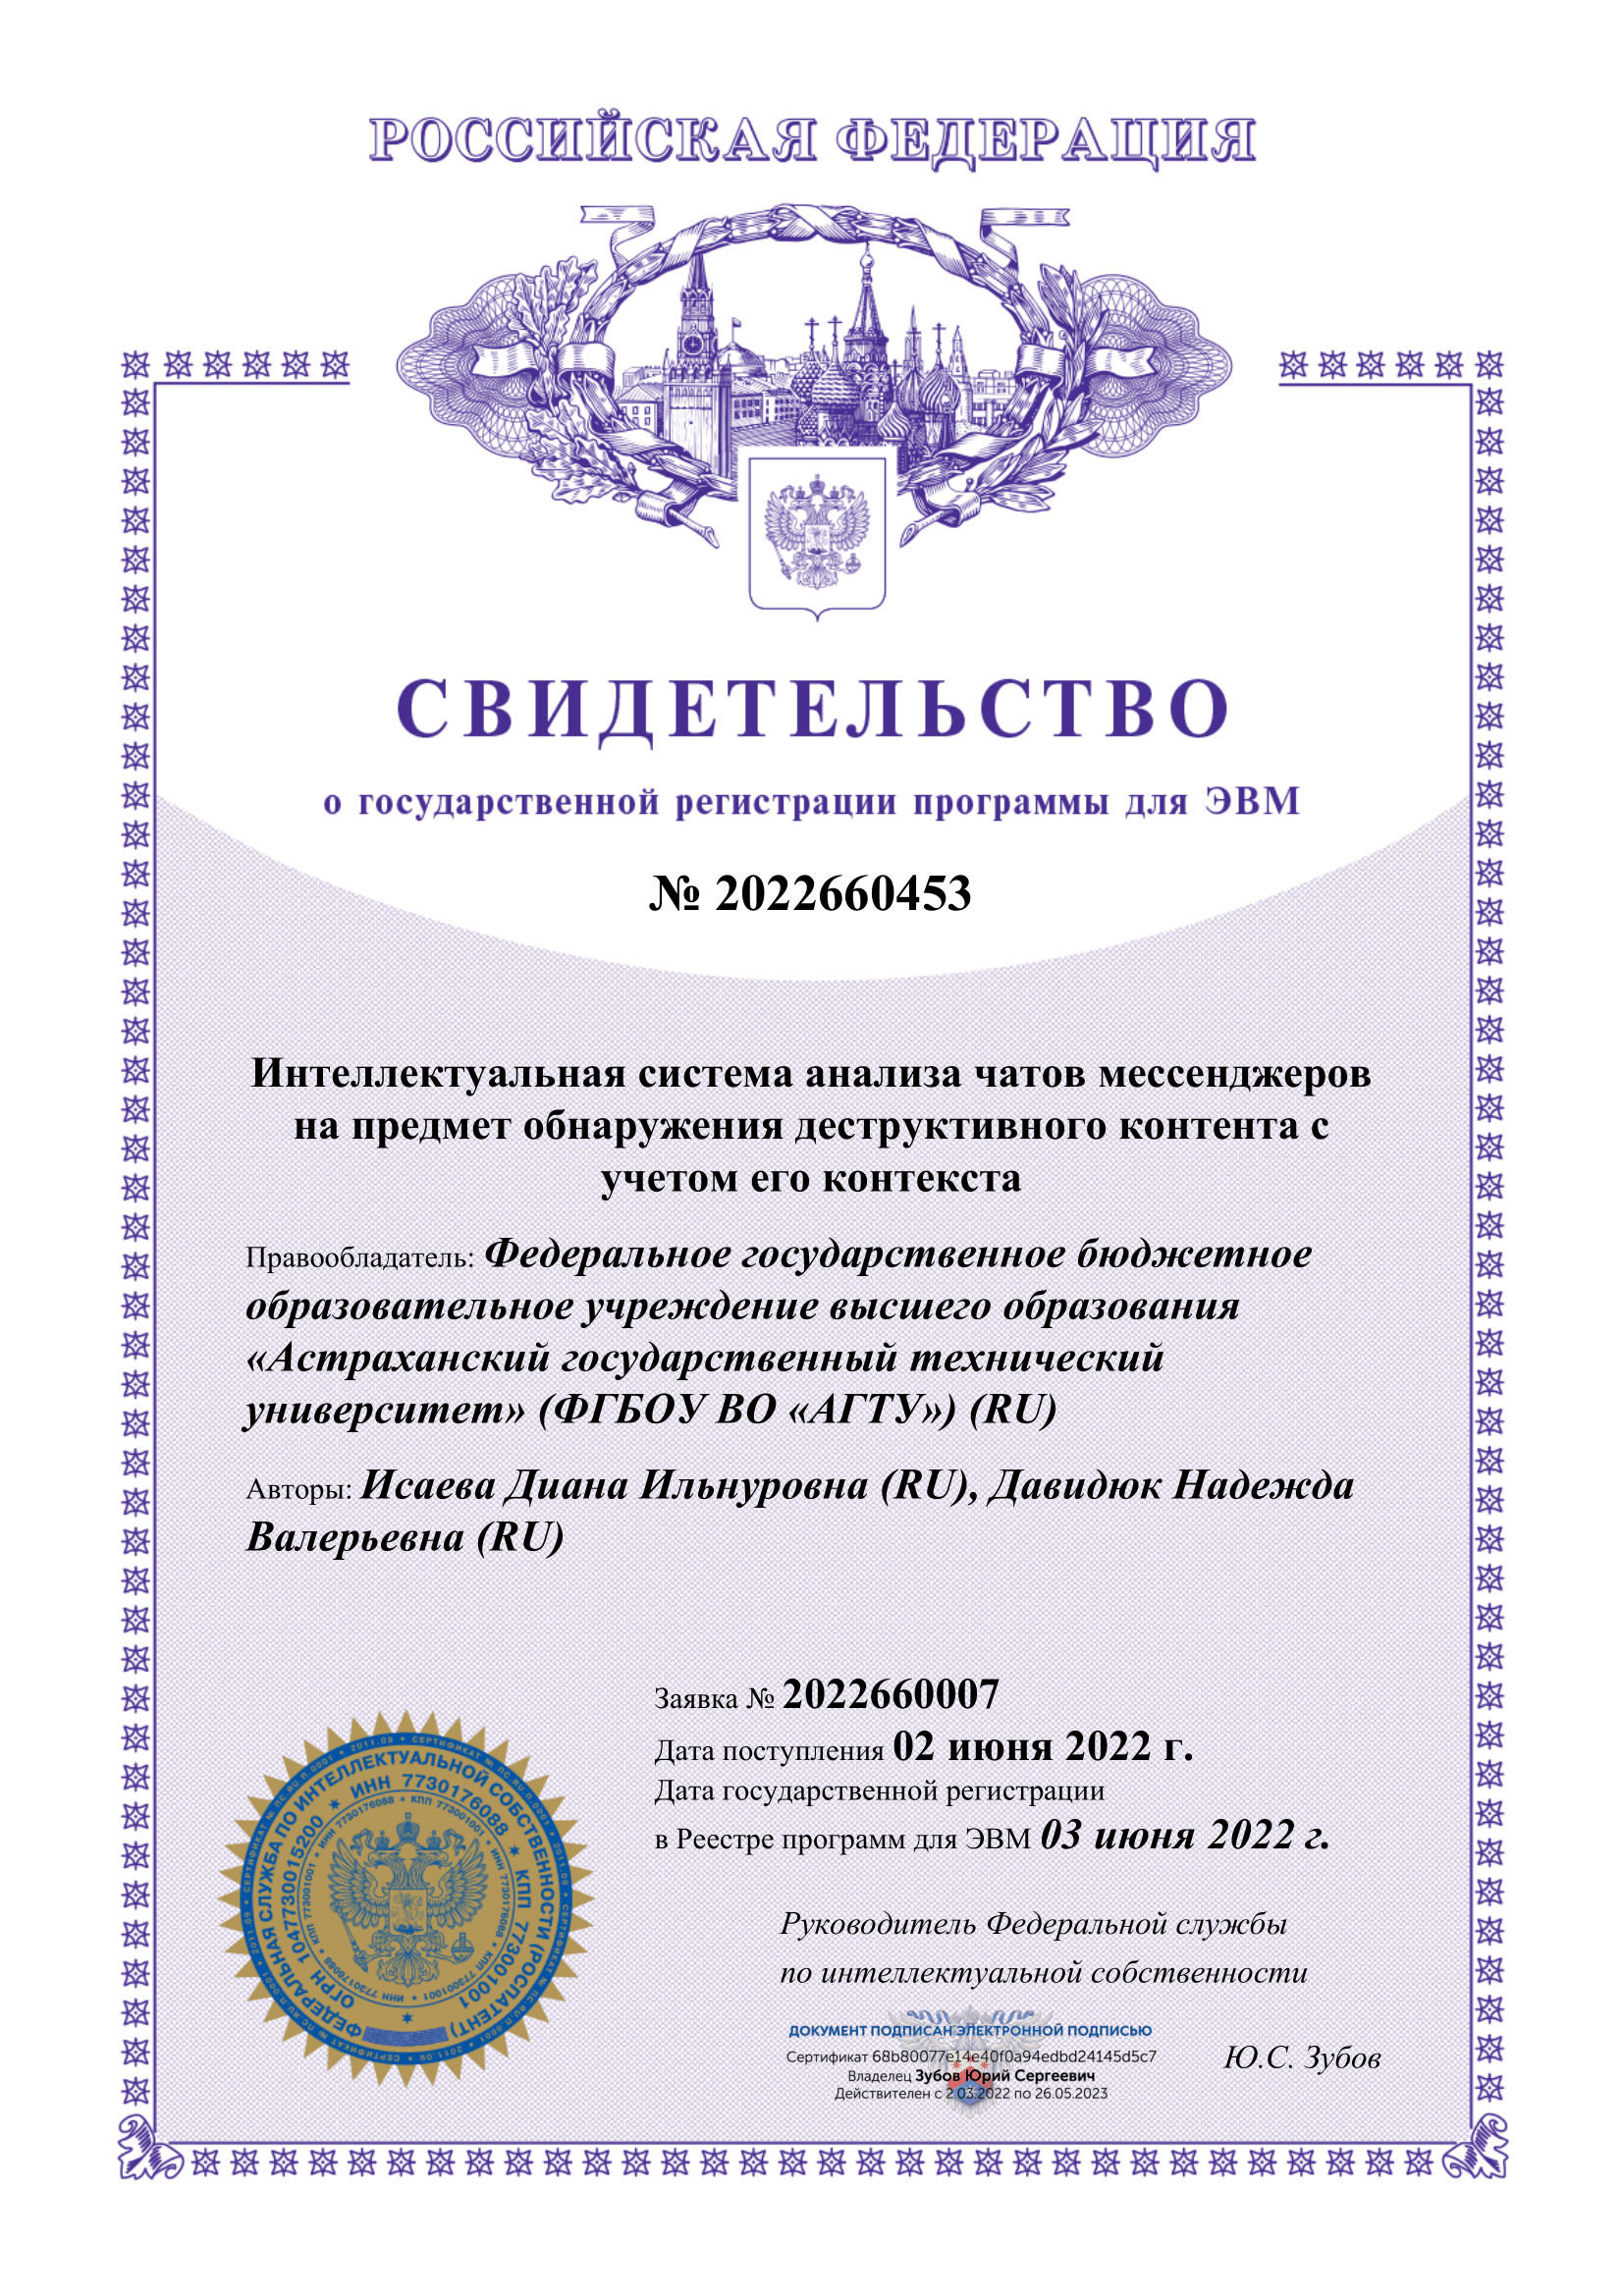 РОССИЙСКАЯ ФЕДЕРАЦИЯ
СВИДЕТЕЛЬСТВО
о государственной регистрации программы для ЭВМ
№ 2022660453
Интеллектуальная система анализа чатов мессенджеров
на предмет обнаружения деструктивного контента с
учетом его контекста
Правообладатель: Федеральное государственное бюджетное
образовательное учреждение высшего образования
«Астраханский государственный технический
университет» (ФГБОУ ВО «АГТУ») (RU)
Авторы: Исаева Диана Ильнуровна (RU), Давидюк Надежда
Валерьевна (RU)
Заявка № 2022660007
Дата поступления 02 июня 2022 г.
Дата государственной регистрации
в Реестре программ для ЭВМ 03 июня 2022 г.
Руководитель Федеральной службы
по интеллектуальной собственности
ДОКУМЕНТ ПОДПИСАН ЭЛЕКТРОННОЙ ПОДПИСЬЮ
Сертификат 68b80077e14e40f0a94edbd24145d5c7
Владелец Зубов Юрий Сергеевич
Действителен с 2.03.2022 по 26.05.2023
Ю.С. Зубов
ФЕДЕРАЛЬНАЯ СЛУЖБА ПО ИНТЕЛЛЕКТУАЛЬНОЙ СОБСТВЕННОСТИ (РОСПАТЕНТ)
ОГРН 1047730015200 * ИНН 7730176088 * КПП 773001001